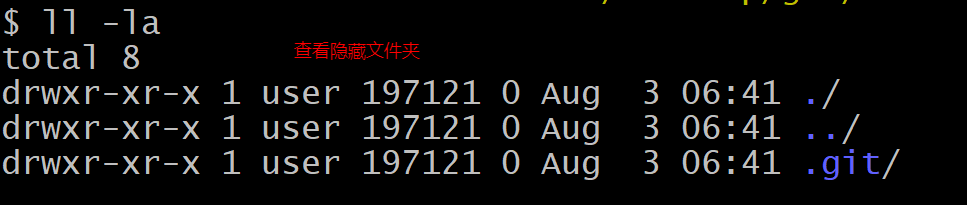 $ ll -la
total 8 查看隐藏文件夹
drwxr-xr-x 1 user 197121 0 Aug  3 06:41 ./
drwxr-xr-x 1 user 197121 0 Aug  3 06:41 ../
drwxr-xr-x 1 user 197121 0 Aug  3 06:41 .git/